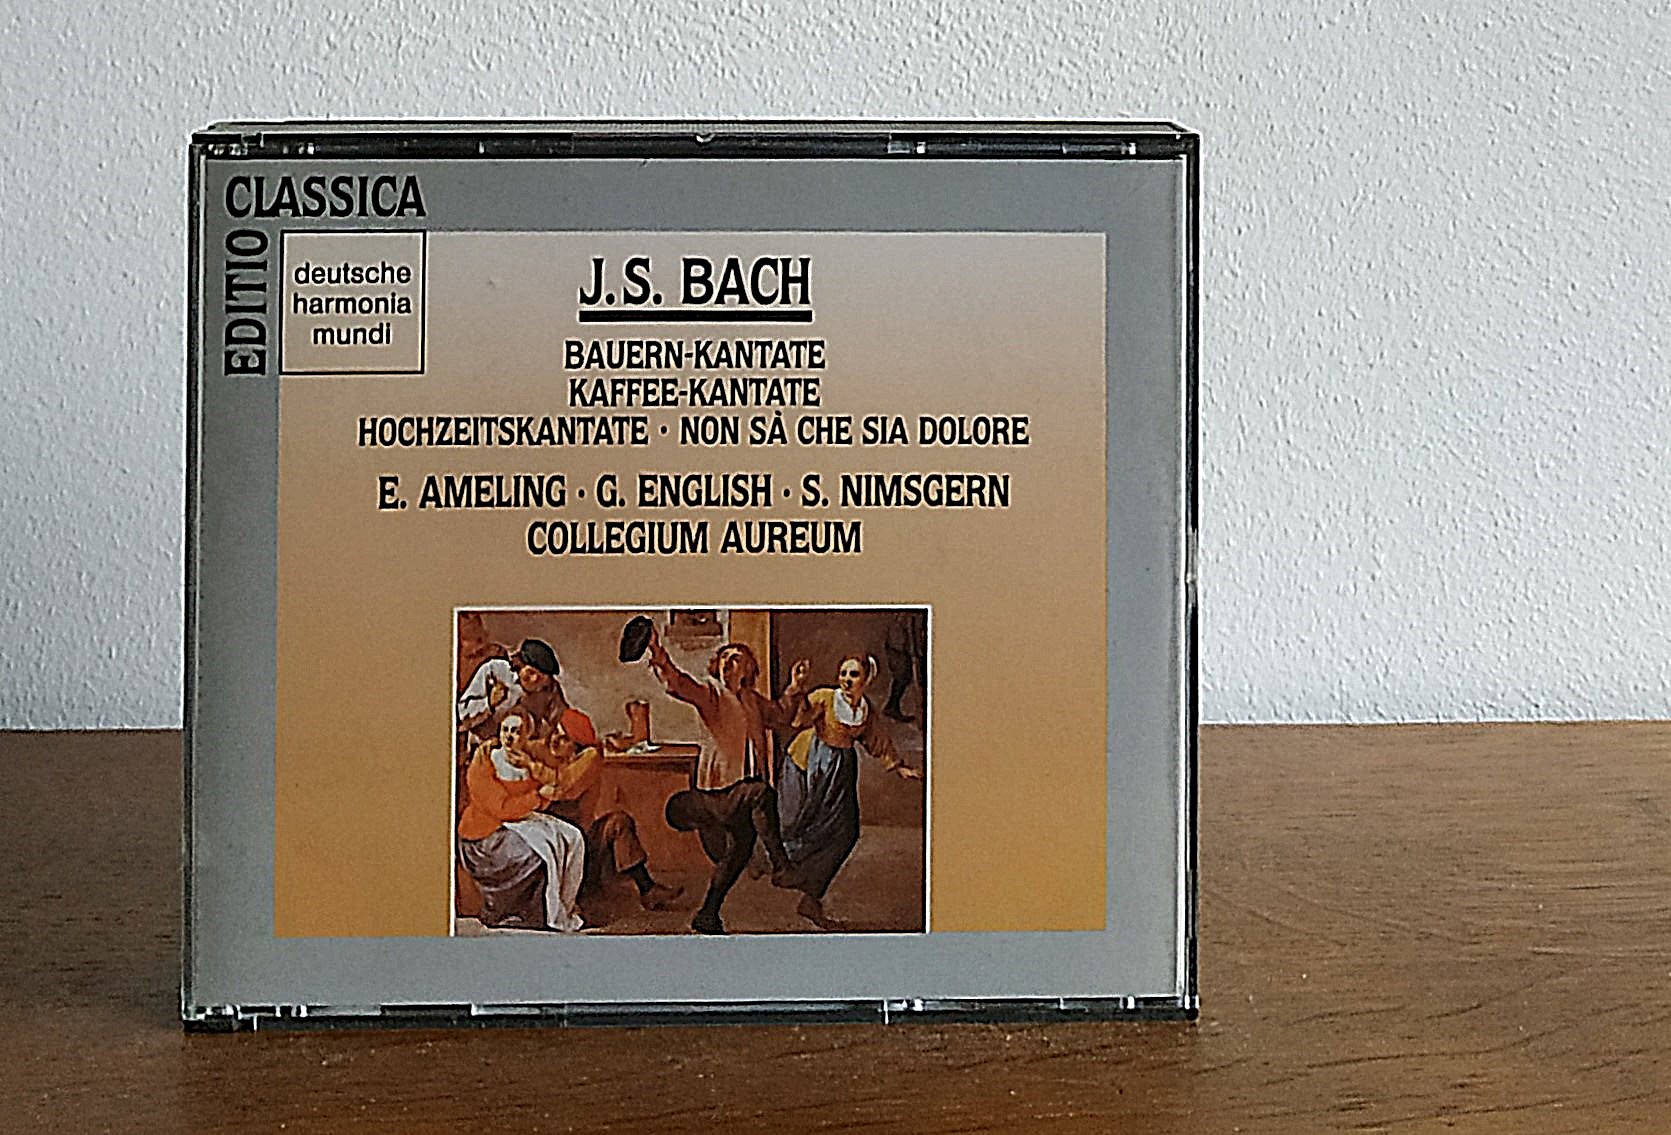 CLASSICA
EDITIO
deutsche
harmonia
mundi
J.S. BACH
BAUERN-KANTATE
KAFFEE-KANTATE
HOCHZEITSKANTATE · NON SÀ CHE SIA DOLORE
E. AMELING · G. ENGLISH · S. NIMSGERN
COLLEGIUM AUREUM